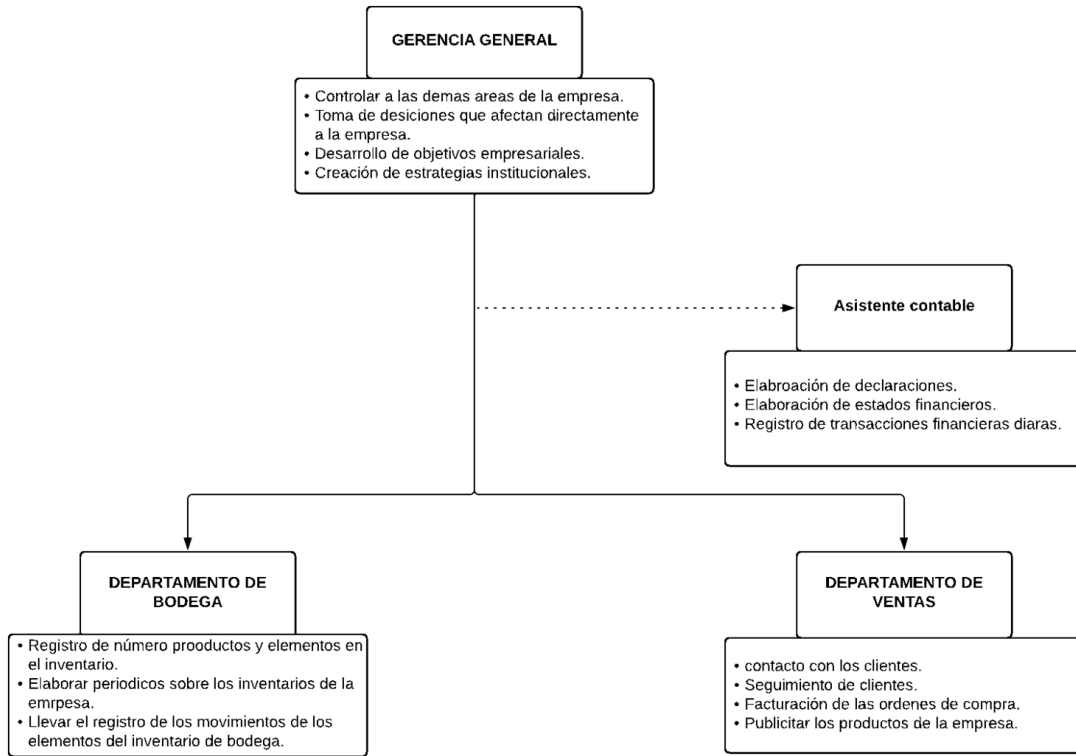 GERENCIA GENERAL
• Controlar a las demas areas de la empresa.
• Toma de desiciones que afectan directamente
a la empresa.
• Desarrollo de objetivos empresariales.
• Creación de estrategias institucionales.
Asistente contable
• Elabroación de declaraciones.
• Elaboración de estados financieros.
• Registro de transacciones financieras diaras.
DEPARTAMENTO DE
BODEGA
• Registro de número prooductos y elementos en
el inventario.
• Elaborar periodicos sobre los inventarios de la
emrpesa.
• Llevar el registro de los movimientos de los
elementos del inventario de bodega.
DEPARTAMENTO DE
VENTAS
• contacto con los clientes.
• Seguimiento de clientes.
• Facturación de las ordenes de compra.
• Publicitar los productos de la empresa.